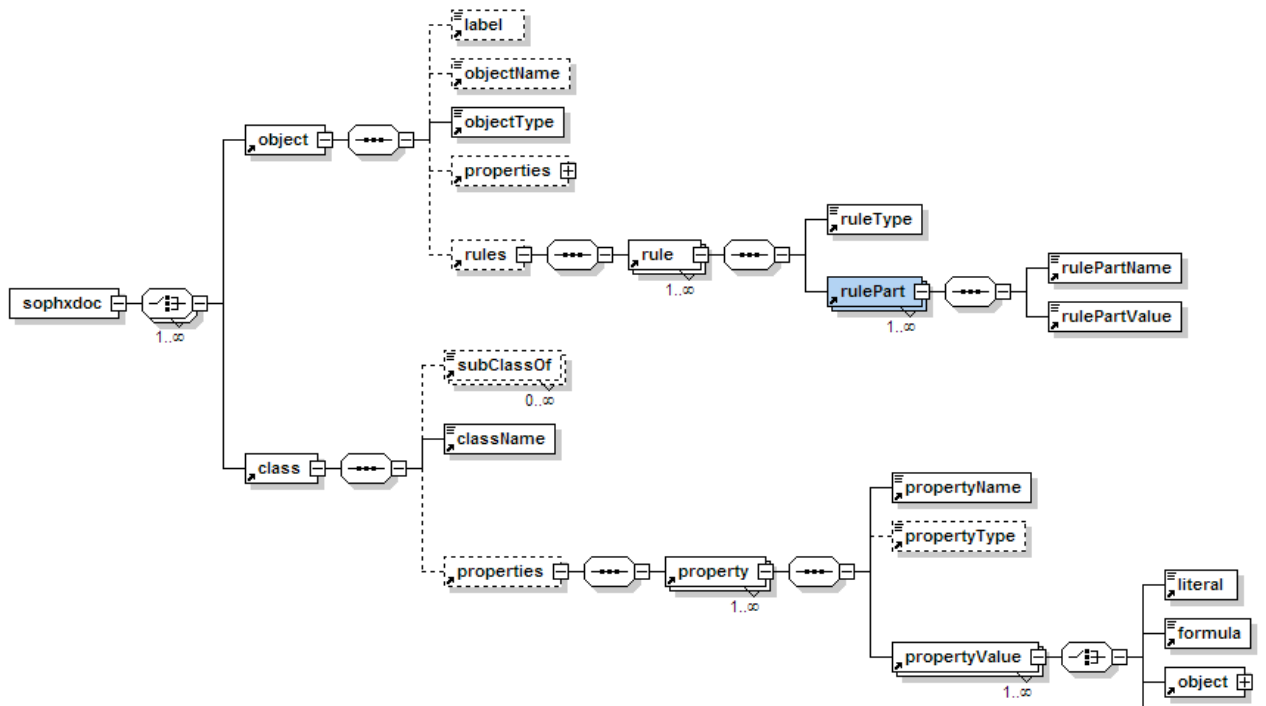 label
objectName
object
objectType
properties
rules
rule
1..∞
ruleType
rulePart
1..∞
rulePartName
rulePartValue
sophxdoc
1..∞
subClassOf
0..∞
class
className
properties
property
1..∞
propertyName
propertyType
propertyValue
1..∞
literal
formula
object